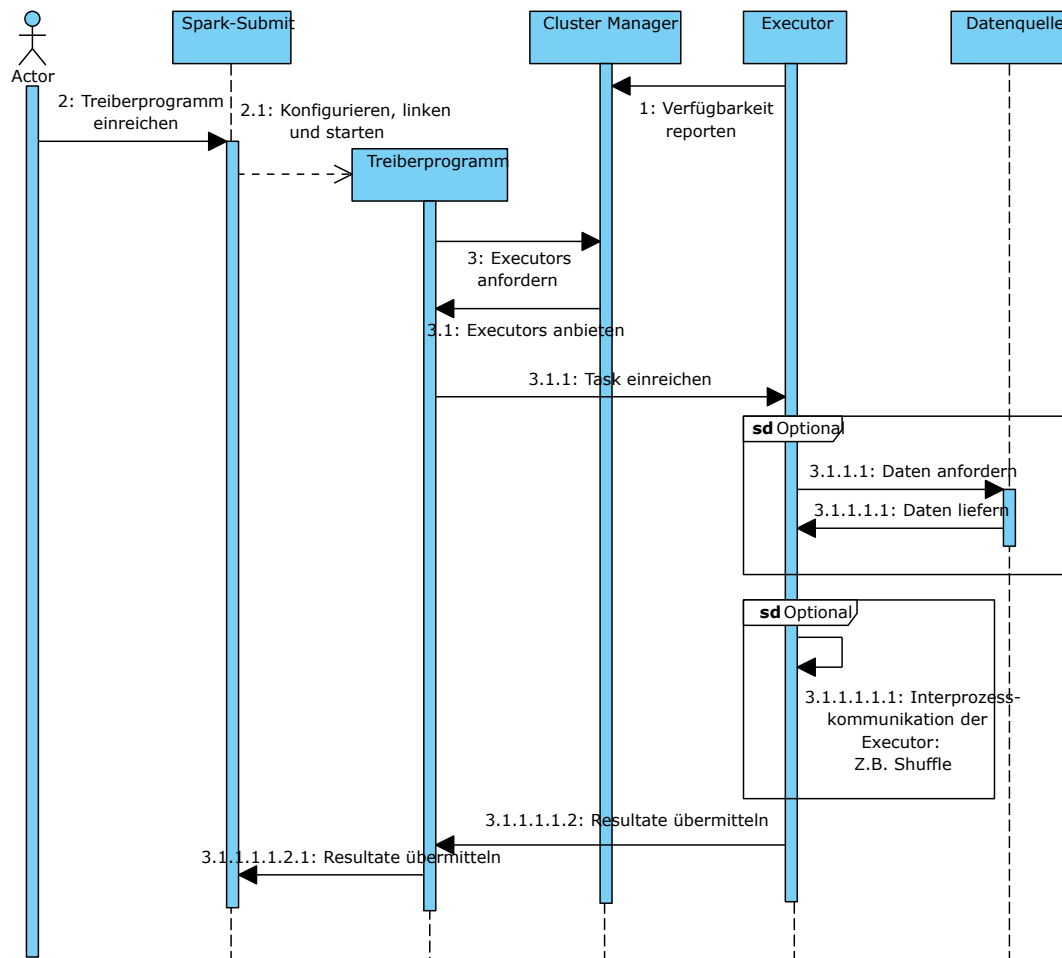 Spark-Submit
Cluster Manager
Executor
Datenquelle
Actor
2: Treiberprogramm
einreichen
2.1: Konfigurieren, linken
und starten
1: Verfügbarkeit
reporten
Treiberprogramm
3: Executors
anfordern
3.1: Executors anbieten
3.1.1: Task einreichen
sd Optional
3.1.1.1: Daten anfordern
3.1.1.1.1: Daten liefern
sd Optional
3.1.1.1.1.1: Interprozess-
kommunikation der
Executor:
Z.B. Shuffle
3.1.1.1.1.2: Resultate übermitteln
3.1.1.1.1.2.1: Resultate übermitteln